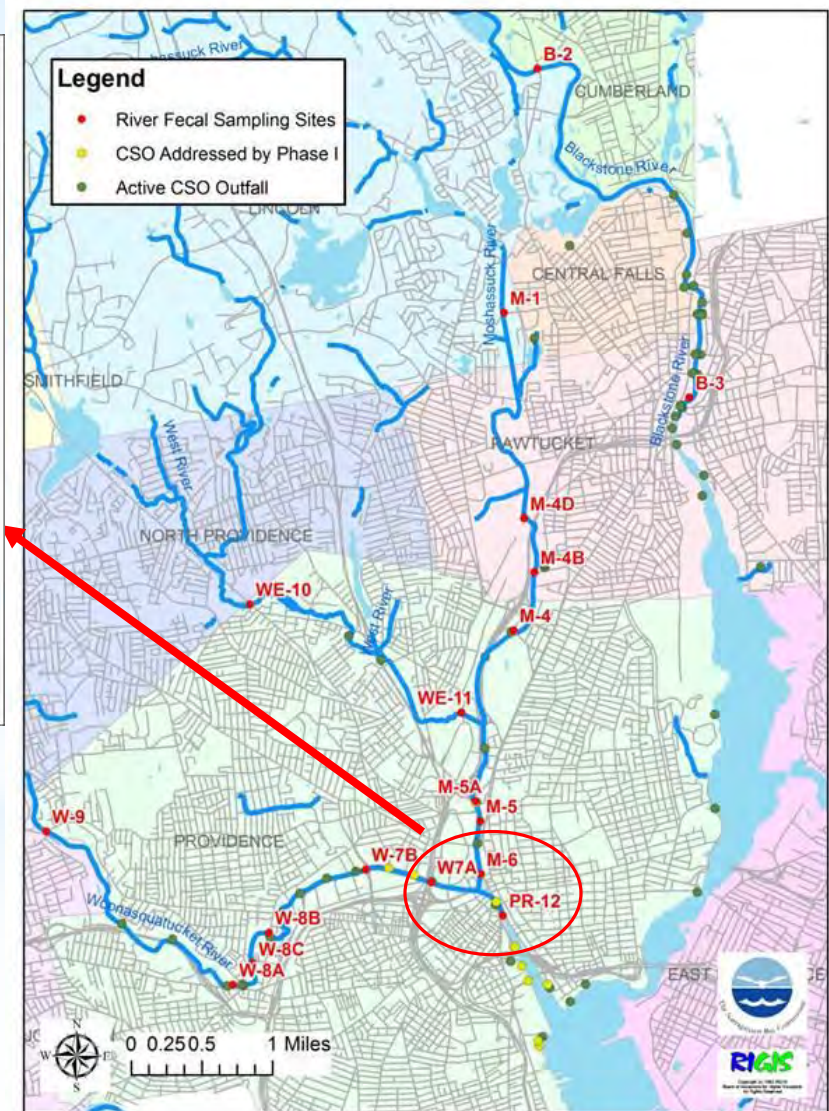 Moshassuck River
Legend
River Fecal Sampling Sites
CSO Addressed by Phase I
Active CSO Outfall
B-2
CUMBERLAND
Blackstone River
LINCOLN
CENTRAL FALLS
Moshassuck River
M-1
SMITHFIELD
B-3
Blackstone River
PAWTUCKET
West River
M-4D
NORTH PROVIDENCE
M-4B
WE-10
West River
M-4
WE-11
M-5A
W-9
M-5
PROVIDENCE
W-7B
M-6
W7A
PR-12
W-8B
Woonasquatucket River
W-8C
W-8A
EAST
N
W E
S
0 0.25 0.5 1 Miles
RIGIS